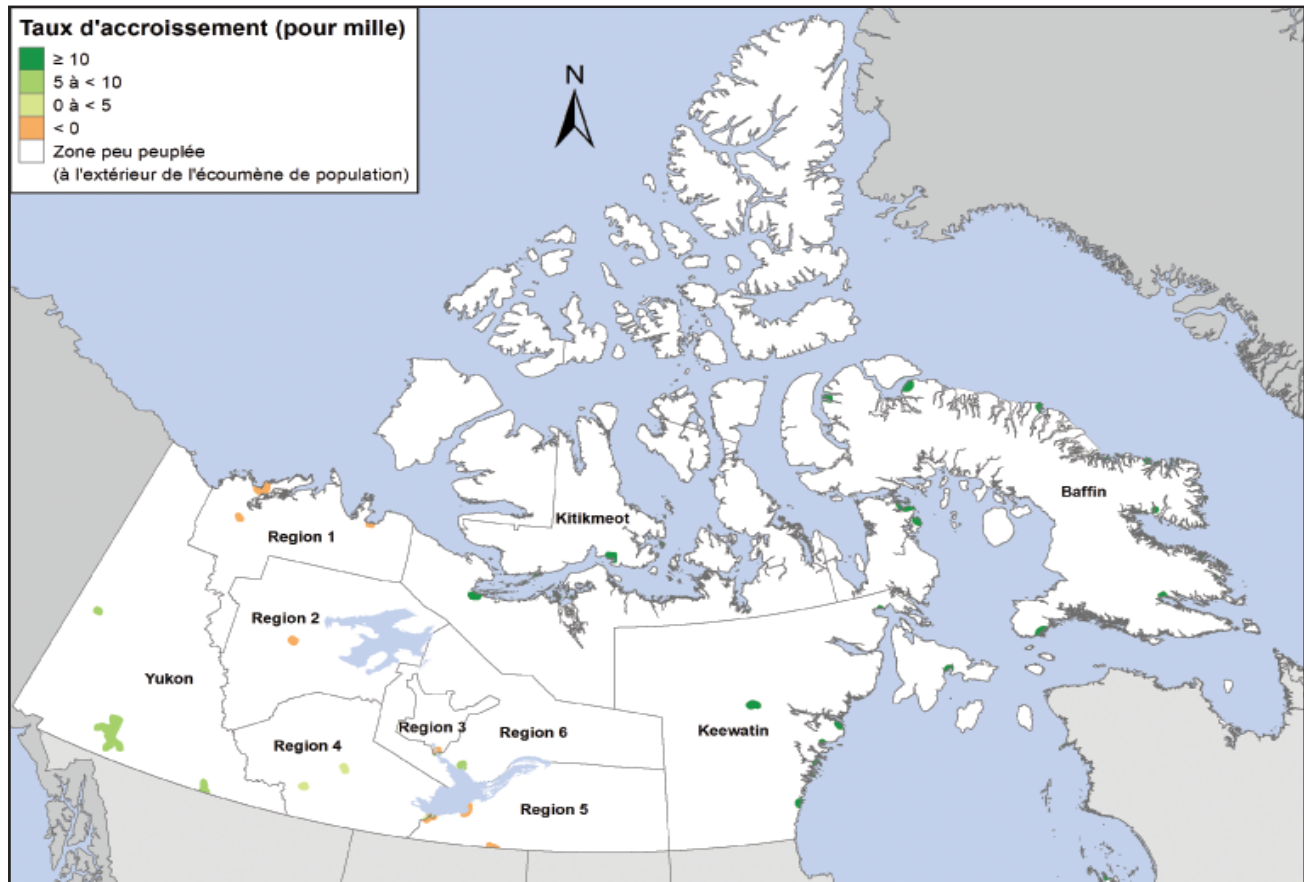 Taux d'accroissement (pour mille)
≥ 10
5 à < 10
0 à < 5
< 0
Zone peu peuplée
(à l'extérieur de l'écoumène de population)
N
Baffin
Kitikmeot
Region 1
Region 2
Yukon
Region 3
Region 6
Keewatin
Region 4
Region 5